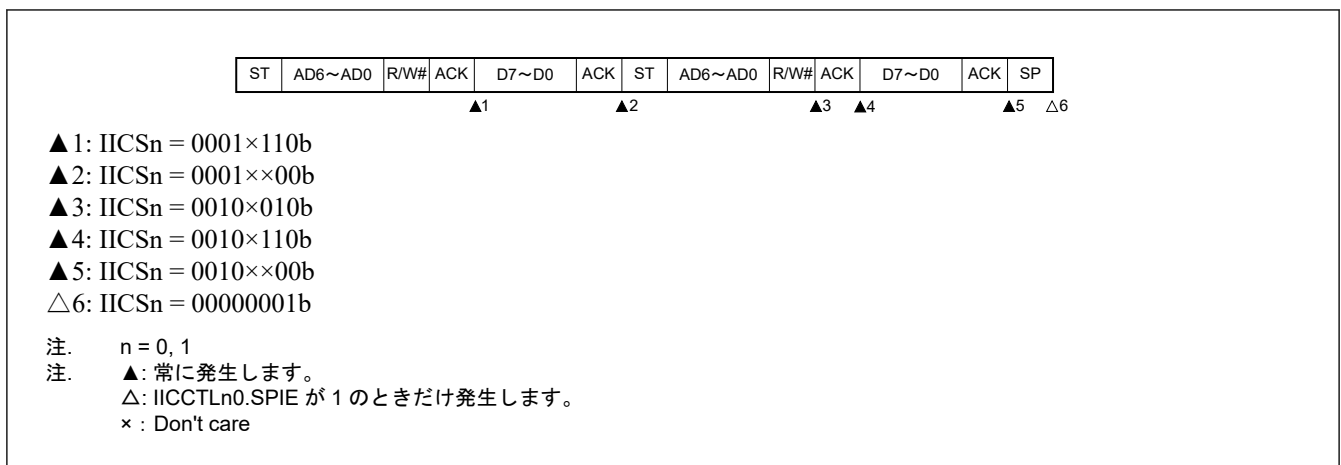 ST AD6～AD0 R/W# ACK D7～D0 ACK ST AD6～AD0 R/W# ACK D7～D0 ACK SP
▲1 ▲2 ▲3 ▲4 ▲5 △6
▲1: IICSn = 0001×110b
▲2: IICSn = 0001××00b
▲3: IICSn = 0010×010b
▲4: IICSn = 0010×110b
▲5: IICSn = 0010××00b
△6: IICSn = 00000001b
注. n = 0, 1
注. ▲: 常に発生します。
△: IICCTLn0.SPIE が 1 のときだけ発生します。
×：Don't care